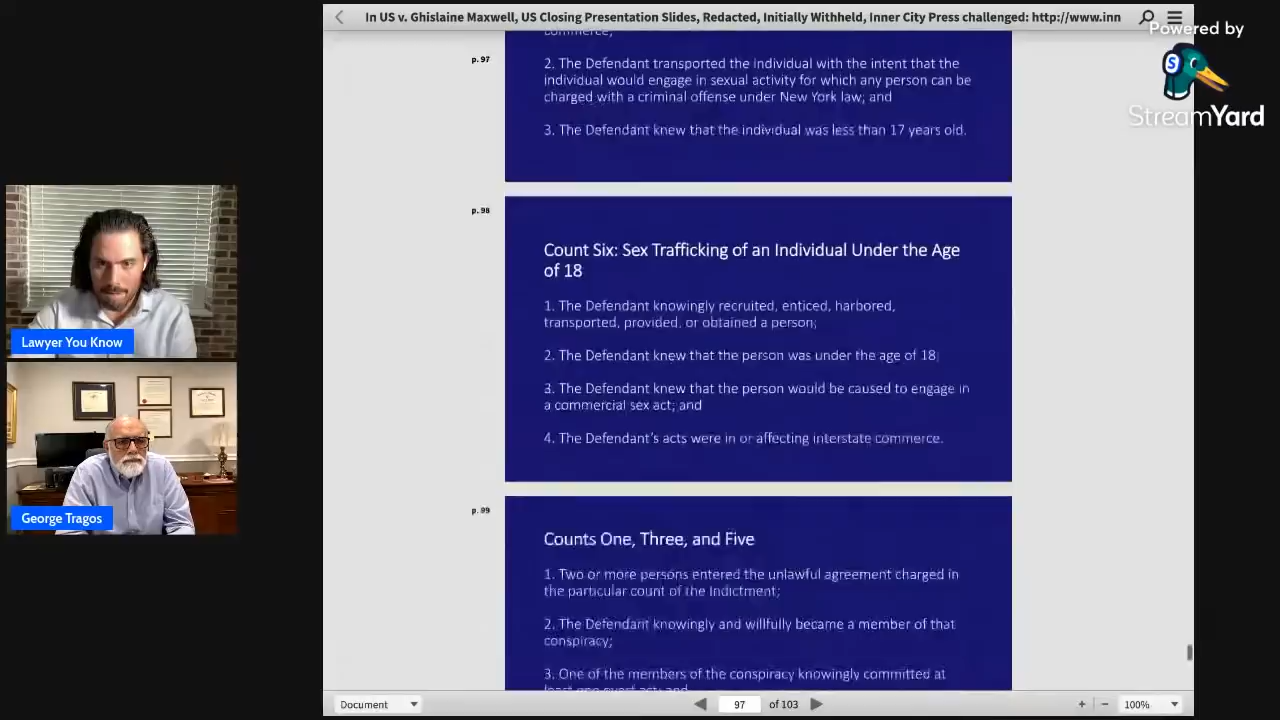 In US v. Ghislaine Maxwell, US Closing Presentation Slides, Redacted, Initially Withheld, Inner City Press challenged: http://www.inn
Powered by
StreamYard
commerce;
p. 97
2. The Defendant transported the individual with the intent that the
individual would engage in sexual activity for which any person can be
charged with a criminal offense under New York law; and
3. The Defendant knew that the individual was less than 17 years old.
p. 98
Count Six: Sex Trafficking of an Individual Under the Age
of 18
1. The Defendant knowingly recruited, enticed, harbored,
transported, provided, or obtained a person;
2. The Defendant knew that the person was under the age of 18;
3. The Defendant knew that the person would be caused to engage in
a commercial sex act; and
4. The Defendant's acts were in or affecting interstate commerce.
p. 99
Counts One, Three, and Five
1. Two or more persons entered the unlawful agreement charged in
the particular count of the Indictment;
2. The Defendant knowingly and willfully became a member of that
conspiracy;
3. One of the members of the conspiracy knowingly committed at
least one overt act; and
Lawyer You Know
George Tragos
Document
97
of 103
100%